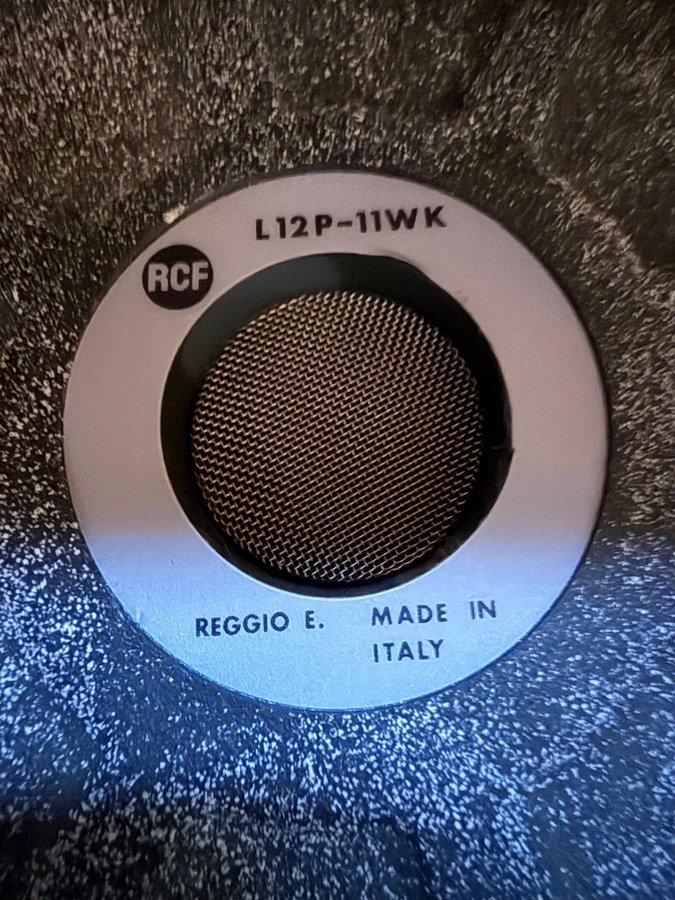 L12P-11WK
RCF
REGGIO E. MADE IN
ITALY